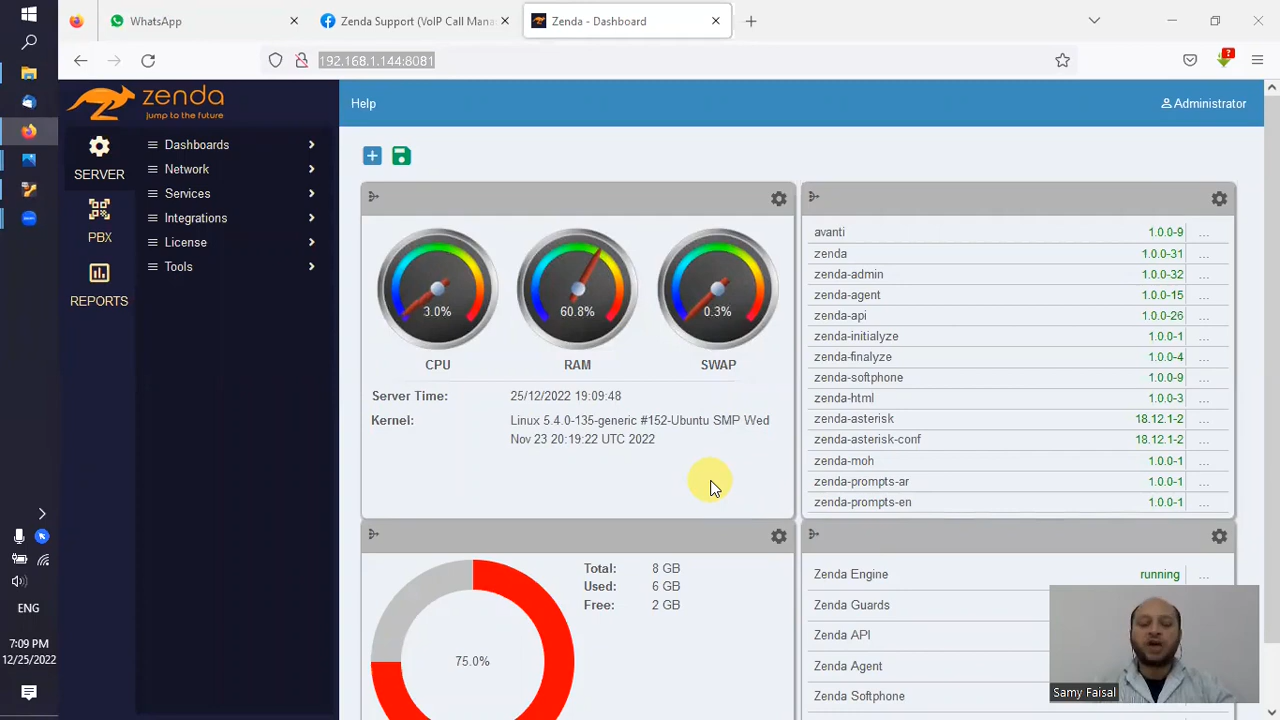 WhatsApp
Zenda Support (VoIP Call Mana
Zenda - Dashboard
192.168.1.144:8081
zenda
jump to the future
Help
Administrator
SERVER
PBX
REPORTS
Dashboards
Network
Services
Integrations
License
Tools
3.0%
60.8%
0.3%
CPU
RAM
SWAP
Server Time: 25/12/2022 19:09:48
Kernel: Linux 5.4.0-135-generic #152-Ubuntu SMP Wed
Nov 23 20:19:22 UTC 2022
avanti 1.0.0-9 ...
zenda 1.0.0-31 ...
zenda-admin 1.0.0-32 ...
zenda-agent 1.0.0-15 ...
zenda-api 1.0.0-26 ...
zenda-initialyze 1.0.0-1 ...
zenda-finalyze 1.0.0-4 ...
zenda-softphone 1.0.0-9 ...
zenda-html 1.0.0-3 ...
zenda-asterisk 18.12.1-2 ...
zenda-asterisk-conf 18.12.1-2 ...
zenda-moh 1.0.0-1 ...
zenda-prompts-ar 1.0.0-1 ...
zenda-prompts-en 1.0.0-1 ...
75.0%
Total: 8 GB
Used: 6 GB
Free: 2 GB
Zenda Engine running ...
Zenda Guards
Zenda API
Zenda Agent
Zenda Softphone
Samy Faisal
ENG
7:09 PM
12/25/2022